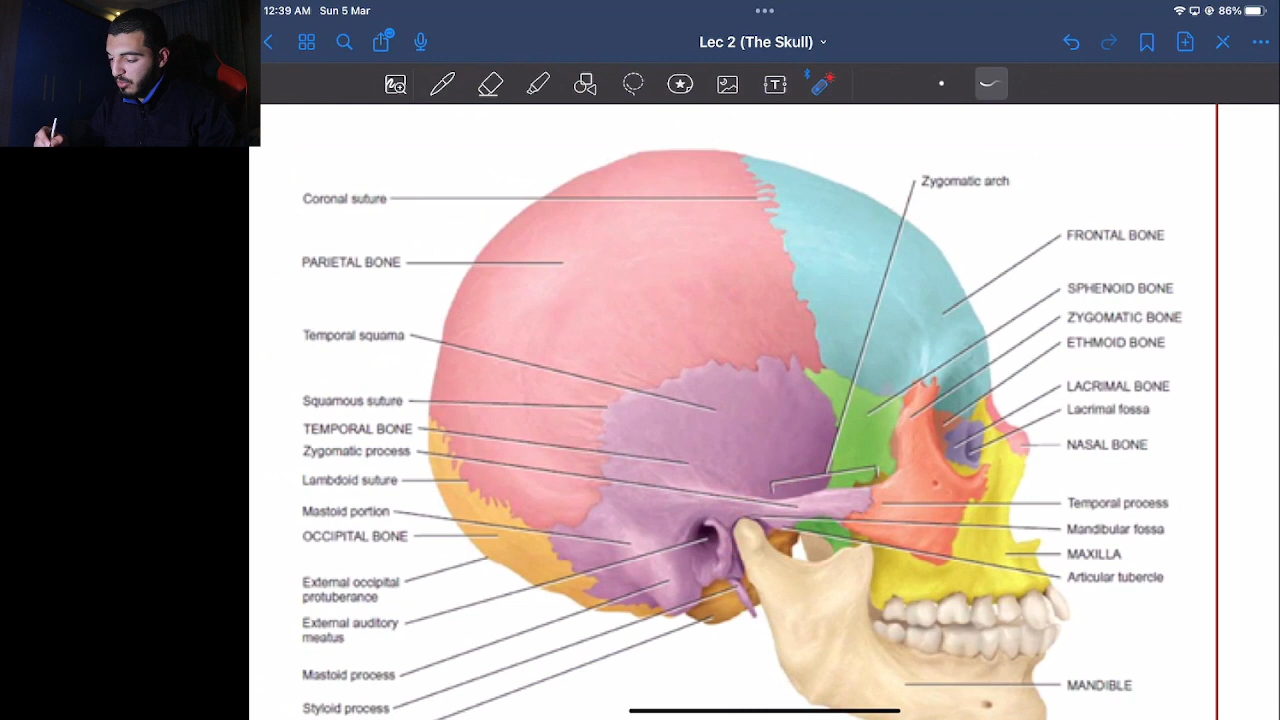 12:39 AM Sun 5 Mar
86%
Lec 2 (The Skull)
Coronal suture
PARIETAL BONE
Temporal squama
Squamous suture
TEMPORAL BONE
Zygomatic process
Lambdoid suture
Mastoid portion
OCCIPITAL BONE
External occipital
protuberance
External auditory
meatus
Mastoid process
Styloid process
Zygomatic arch
FRONTAL BONE
SPHENOID BONE
ZYGOMATIC BONE
ETHMOID BONE
LACRIMAL BONE
Lacrimal fossa
NASAL BONE
Temporal process
Mandibular fossa
MAXILLA
Articular tubercle
MANDIBLE